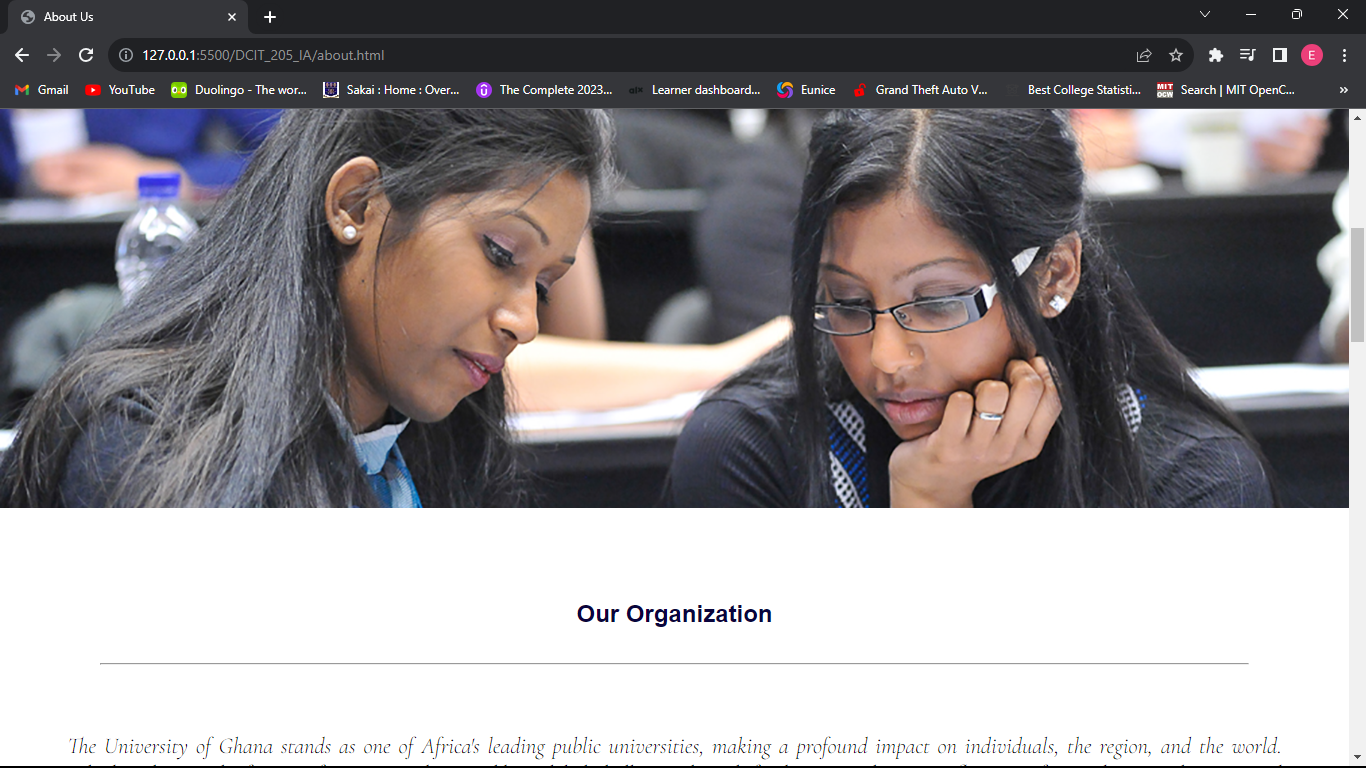 About Us
127.0.0.1:5500/DCIT_205_IA/about.html
E
Gmail YouTube Duolingo - The wor... Sakai : Home : Over... The Complete 2023... Learner dashboard... Eunice Grand Theft Auto V... Best College Statisti... MIT OCW Search | MIT OpenC... »
Our Organization
The University of Ghana stands as one of Africa's leading public universities, making a profound impact on individuals, the region, and the world.